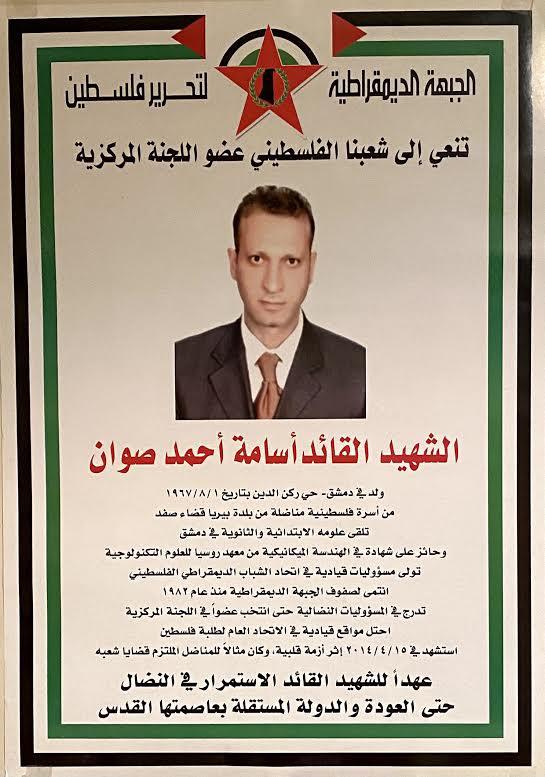 الجبهة الديمقراطية لتحرير فلسطين
تنعي إلى شعبنا الفلسطيني عضو اللجنة المركزية
الشهيد القائد أسامة أحمد صوان
ولد في دمشق - حي ركن الدين بتاريخ ١٩٦٧/٨/١
من أسرة فلسطينية مناضلة من بلدة بيريا قضاء صفد
تلقى علومه الابتدائية والثانوية في دمشق
وحائز على شهادة في الهندسة الميكانيكية من معهد روسيا للعلوم التكنولوجية
تولى مسؤوليات قيادية في اتحاد الشباب الديمقراطي الفلسطيني
انتمى لصفوف الجبهة الديمقراطية منذ عام ١٩٨٢
تدرج في المسؤوليات النضالية حتى انتخب عضواً في اللجنة المركزية
احتل مواقع قيادية في الاتحاد العام لطلبة فلسطين
استشهد في ٢٠١٤/٤/١٥ إثر أزمة قلبية، وكان مثالاً للمناضل الملتزم قضايا شعبه
عهداً للشهيد القائد الاستمرار في النضال
حتى العودة والدولة المستقلة بعاصمتها القدس